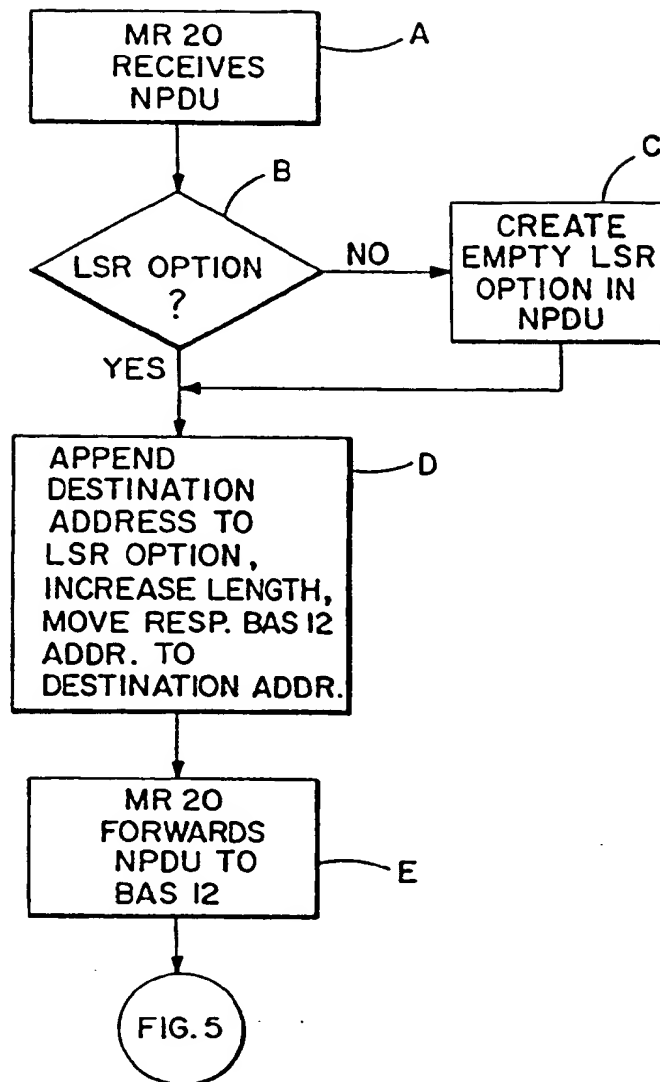 MR 20
RECEIVES
NPDU
A
B
LSR OPTION
?
NO
C
CREATE
EMPTY LSR
OPTION IN
NPDU
YES
APPEND
DESTINATION
ADDRESS TO
LSR OPTION,
INCREASE LENGTH,
MOVE RESP. BAS 12
ADDR. TO
DESTINATION ADDR.
D
MR 20
FORWARDS
NPDU TO
BAS 12
E
FIG. 5